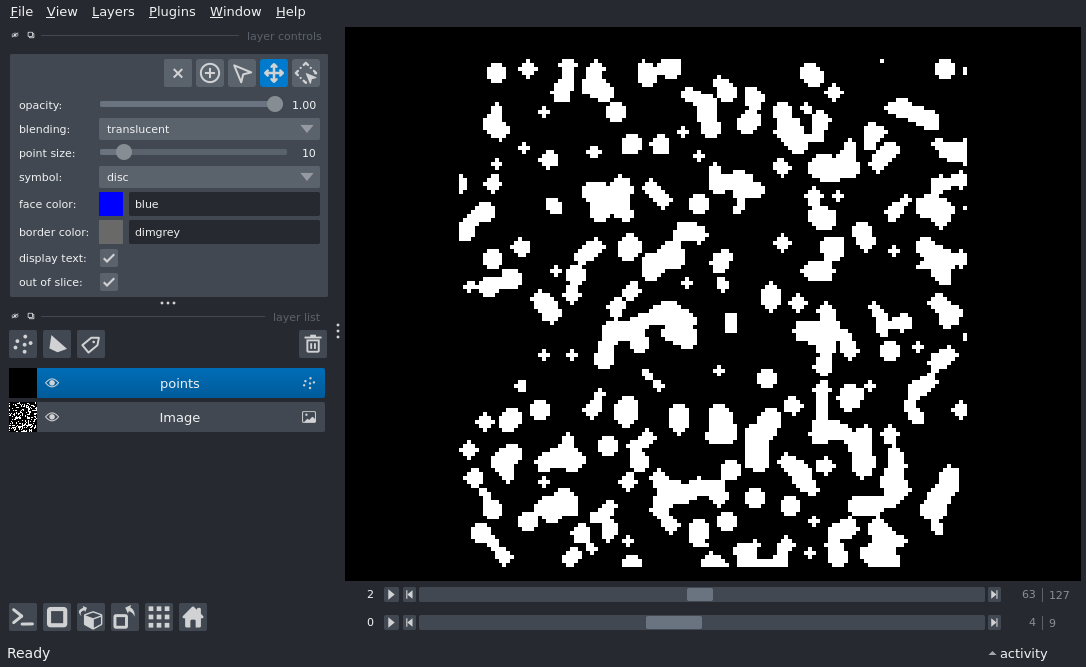 File View Layers Plugins Window Help
layer controls
opacity: 1.00
blending: translucent
point size: 10
symbol: disc
face color: blue
border color: dimgrey
display text:
out of slice:
layer list
points
Image
2 63 127
0 4 9
Ready activity